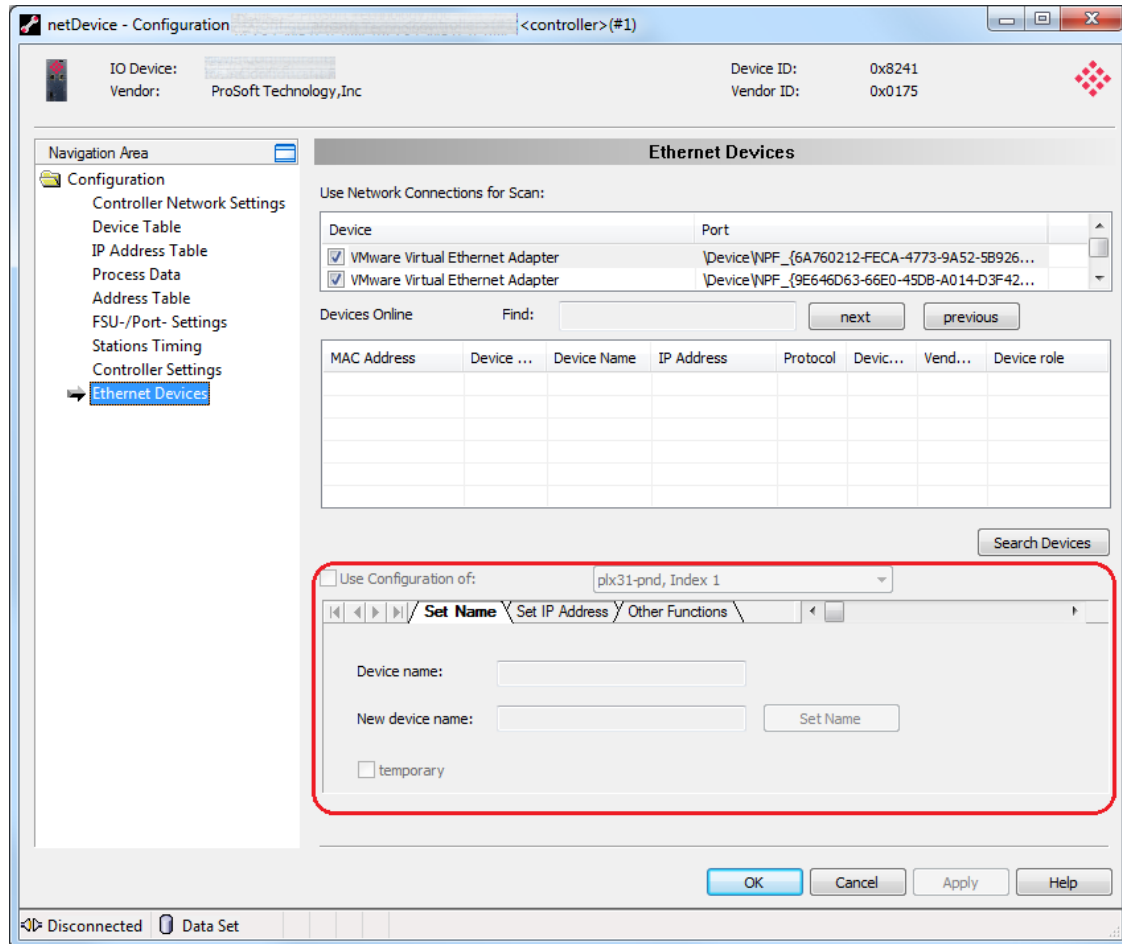 netDevice - Configuration <controller>(#1)
IO Device: Device ID: 0x8241
Vendor: ProSoft Technology,Inc Vendor ID: 0x0175
Navigation Area
Configuration
Controller Network Settings
Device Table
IP Address Table
Process Data
Address Table
FSU-/Port- Settings
Stations Timing
Controller Settings
Ethernet Devices
Ethernet Devices
Use Network Connections for Scan:
Device Port
VMware Virtual Ethernet Adapter \Device\NPF_{6A760212-FECA-4773-9A52-5B926...
VMware Virtual Ethernet Adapter \Device\NPF_{9E646D63-66E0-45DB-A014-D3F42...
Devices Online Find: next previous
MAC Address Device ... Device Name IP Address Protocol Devic... Vend... Device role
Search Devices
Use Configuration of: plx31-pnd, Index 1
Set Name Set IP Address Other Functions
Device name:
New device name: Set Name
temporary
OK Cancel Apply Help
Disconnected Data Set